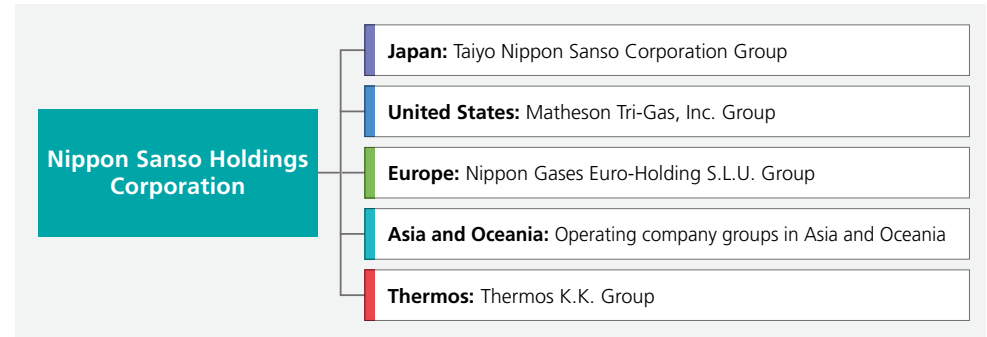 Nippon Sanso Holdings
Corporation
Japan: Taiyo Nippon Sanso Corporation Group
United States: Matheson Tri-Gas, Inc. Group
Europe: Nippon Gases Euro-Holding S.L.U. Group
Asia and Oceania: Operating company groups in Asia and Oceania
Thermos: Thermos K.K. Group